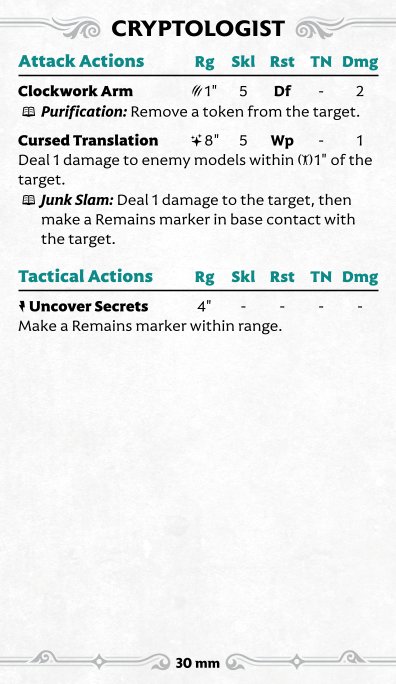 CRYPTOLOGIST
Attack Actions Rg Skl Rst TN Dmg
Clockwork Arm 1" 5 Df - 2
Purification: Remove a token from the target.
Cursed Translation 8" 5 Wp - 1
Deal 1 damage to enemy models within 1" of the
target.
Junk Slam: Deal 1 damage to the target, then
make a Remains marker in base contact with
the target.
Tactical Actions Rg Skl Rst TN Dmg
Uncover Secrets 4" - - - -
Make a Remains marker within range.
30 mm